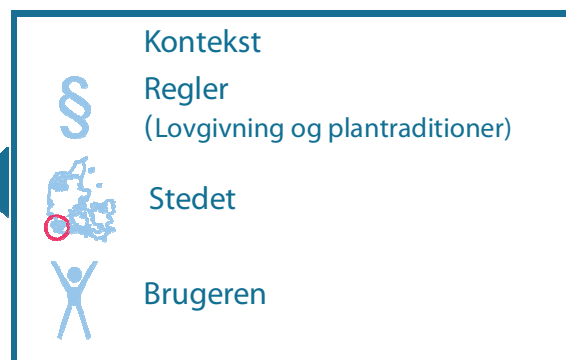 Kontekst
§ Regler
(Lovgivning og plantraditioner)
Stedet
Brugeren